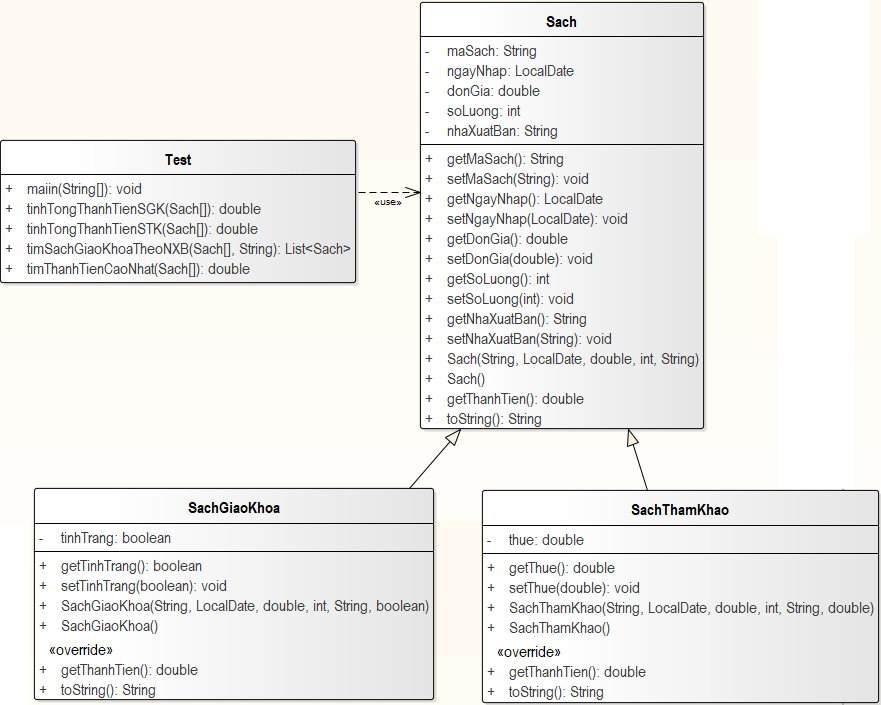 Sach
- maSach: String
- ngayNhap: LocalDate
- donGia: double
- soLuong: int
- nhaXuatBan: String
+ getMaSach(): String
+ setMaSach(String): void
+ getNgayNhap(): LocalDate
+ setNgayNhap(LocalDate): void
+ getDonGia(): double
+ setDonGia(double): void
+ getSoLuong(): int
+ setSoLuong(int): void
+ getNhaXuatBan(): String
+ setNhaXuatBan(String): void
+ Sach(String, LocalDate, double, int, String)
+ Sach()
+ getThanhTien(): double
+ toString(): String
Test
+ maiin(String[]): void
+ tinhTongThanhTienSGK(Sach[]): double
+ tinhTongThanhTienSTK(Sach[]): double
+ timSachGiaoKhoaTheoNXB(Sach[], String): List<Sach>
+ timThanhTienCaoNhat(Sach[]): double
«use»
SachGiaoKhoa
- tinhTrang: boolean
+ getTinhTrang(): boolean
+ setTinhTrang(boolean): void
+ SachGiaoKhoa(String, LocalDate, double, int, String, boolean)
+ SachGiaoKhoa()
«override»
+ getThanhTien(): double
+ toString(): String
SachThamKhao
- thue: double
+ getThue(): double
+ setThue(double): void
+ SachThamKhao(String, LocalDate, double, int, String, double)
+ SachThamKhao()
«override»
+ getThanhTien(): double
+ toString(): String